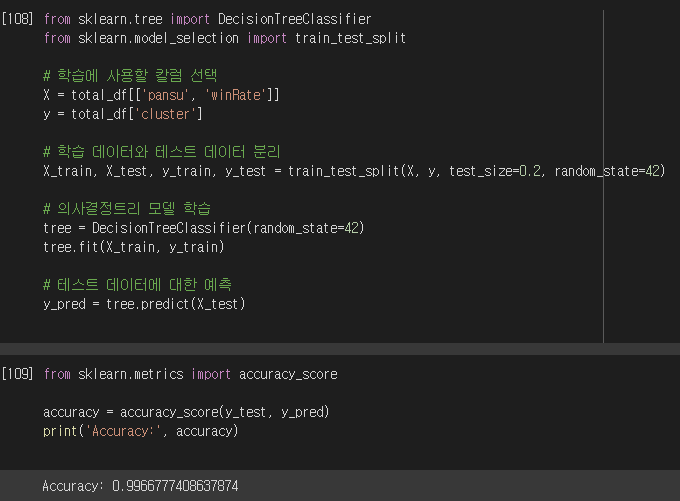 [108] from sklearn.tree import DecisionTreeClassifier
from sklearn.model_selection import train_test_split
# 학습에 사용할 칼럼 선택
X = total_df[['pansu', 'winRate']]
y = total_df['cluster']
# 학습 데이터와 테스트 데이터 분리
X_train, X_test, y_train, y_test = train_test_split(X, y, test_size=0.2, random_state=42)
# 의사결정트리 모델 학습
tree = DecisionTreeClassifier(random_state=42)
tree.fit(X_train, y_train)
# 테스트 데이터에 대한 예측
y_pred = tree.predict(X_test)
[109] from sklearn.metrics import accuracy_score
accuracy = accuracy_score(y_test, y_pred)
print('Accuracy:', accuracy)
Accuracy: 0.9966777408637874